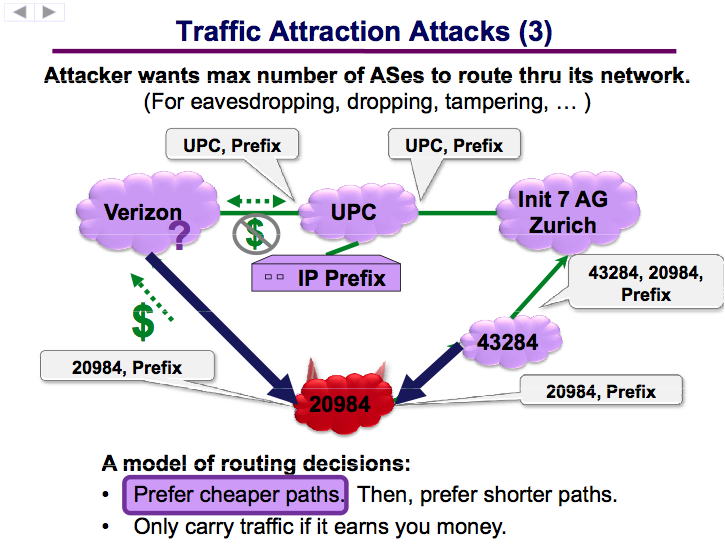 Traffic Attraction Attacks (3)
Attacker wants max number of ASes to route thru its network.
(For eavesdropping, dropping, tampering, … )
UPC, Prefix
UPC, Prefix
Verizon
?
$
UPC
Init 7 AG
Zurich
IP Prefix
43284, 20984,
Prefix
$
43284
20984, Prefix
20984
20984, Prefix
A model of routing decisions:
• Prefer cheaper paths. Then, prefer shorter paths.
• Only carry traffic if it earns you money.